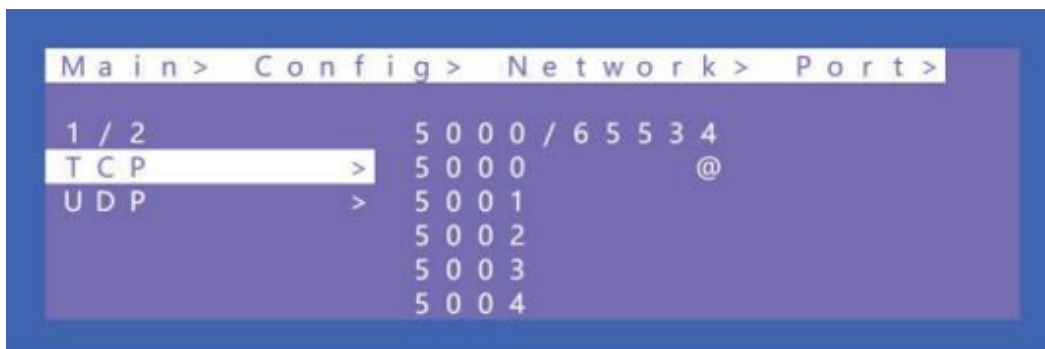 Main> Config> Network> Port>
1/2 5000/65534
TCP > 5000 @
UDP > 5001
5002
5003
5004